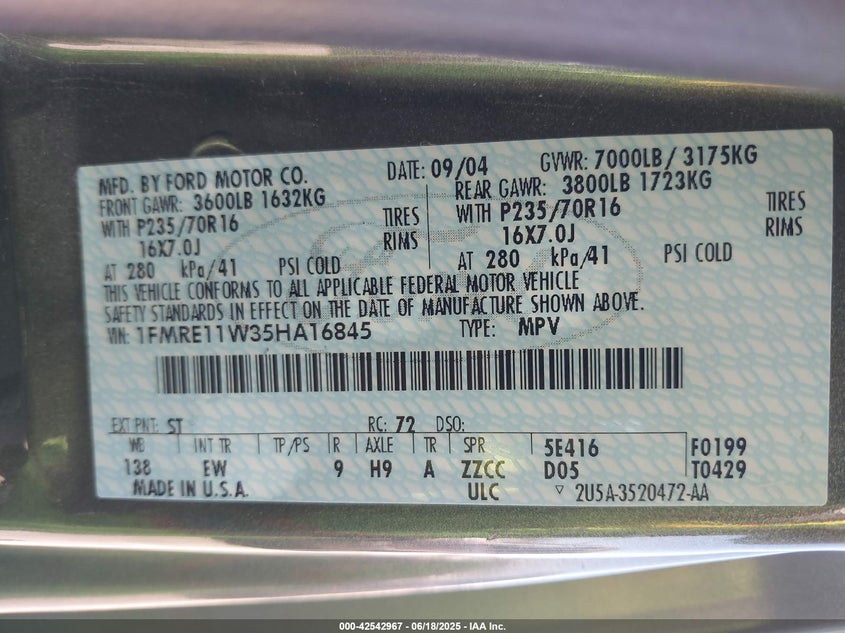 MFD. BY FORD MOTOR CO. DATE: 09/04 GVWR: 7000LB/ 3175KG
FRONT GAWR: 3600LB 1632KG REAR GAWR: 3800LB 1723KG
WITH P235/70R16 TIRES WITH P235/70R16 TIRES
16X7.0J RIMS 16X7.0J RIMS
AT 280 kPa/41 PSI COLD AT 280 kPa/41 PSI COLD
THIS VEHICLE CONFORMS TO ALL APPLICABLE FEDERAL MOTOR VEHICLE
SAFETY STANDARDS IN EFFECT ON THE DATE OF MANUFACTURE SHOWN ABOVE.
VIN: 1FMRE11W35HA16845 TYPE: MPV
EXT PNT: ST RC: 72 DSO:
WB INT TR TP/PS R AXLE TR SPR 5E416 F0199
138 EW 9 H9 A ZZCC D05 T0429
MADE IN U.S.A. ULC ▽ 2U5A-3520472-AA
000-42542967 - 06/18/2025 - IAA Inc.